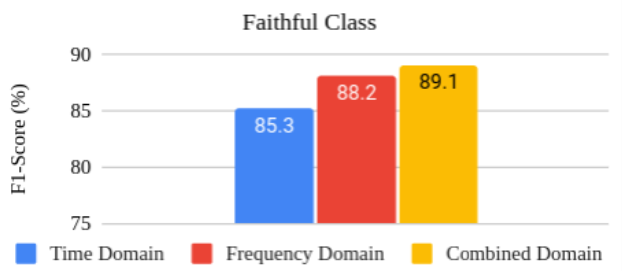 Faithful Class
F1-Score (%)
90
85
80
75
85.3
88.2
89.1
Time Domain
Frequency Domain
Combined Domain